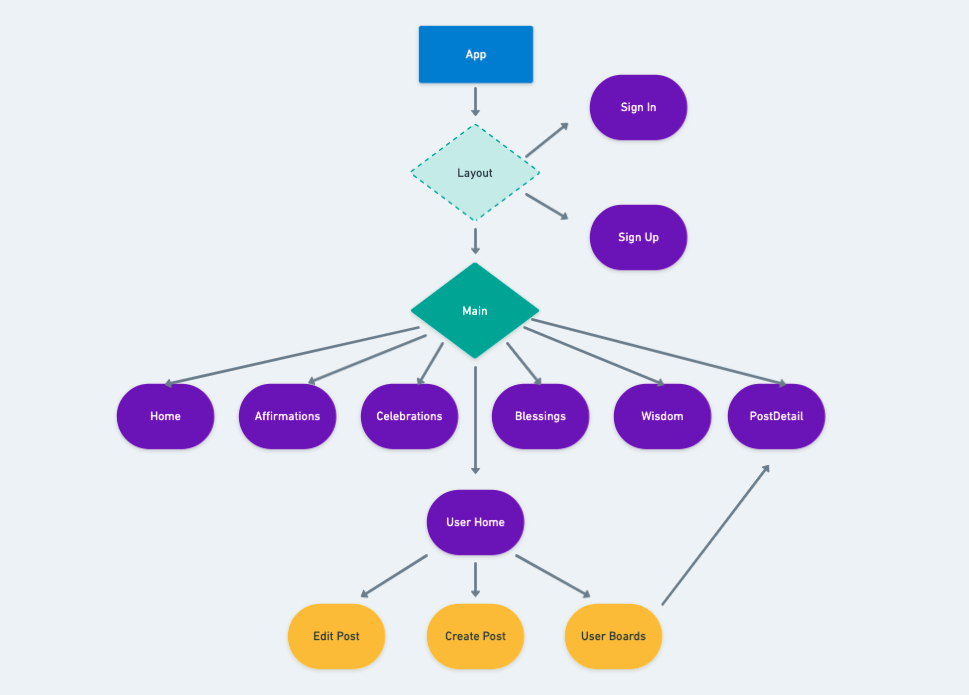 App
Sign In
Layout
Sign Up
Main
Home
Affirmations
Celebrations
Blessings
Wisdom
PostDetail
User Home
Edit Post
Create Post
User Boards